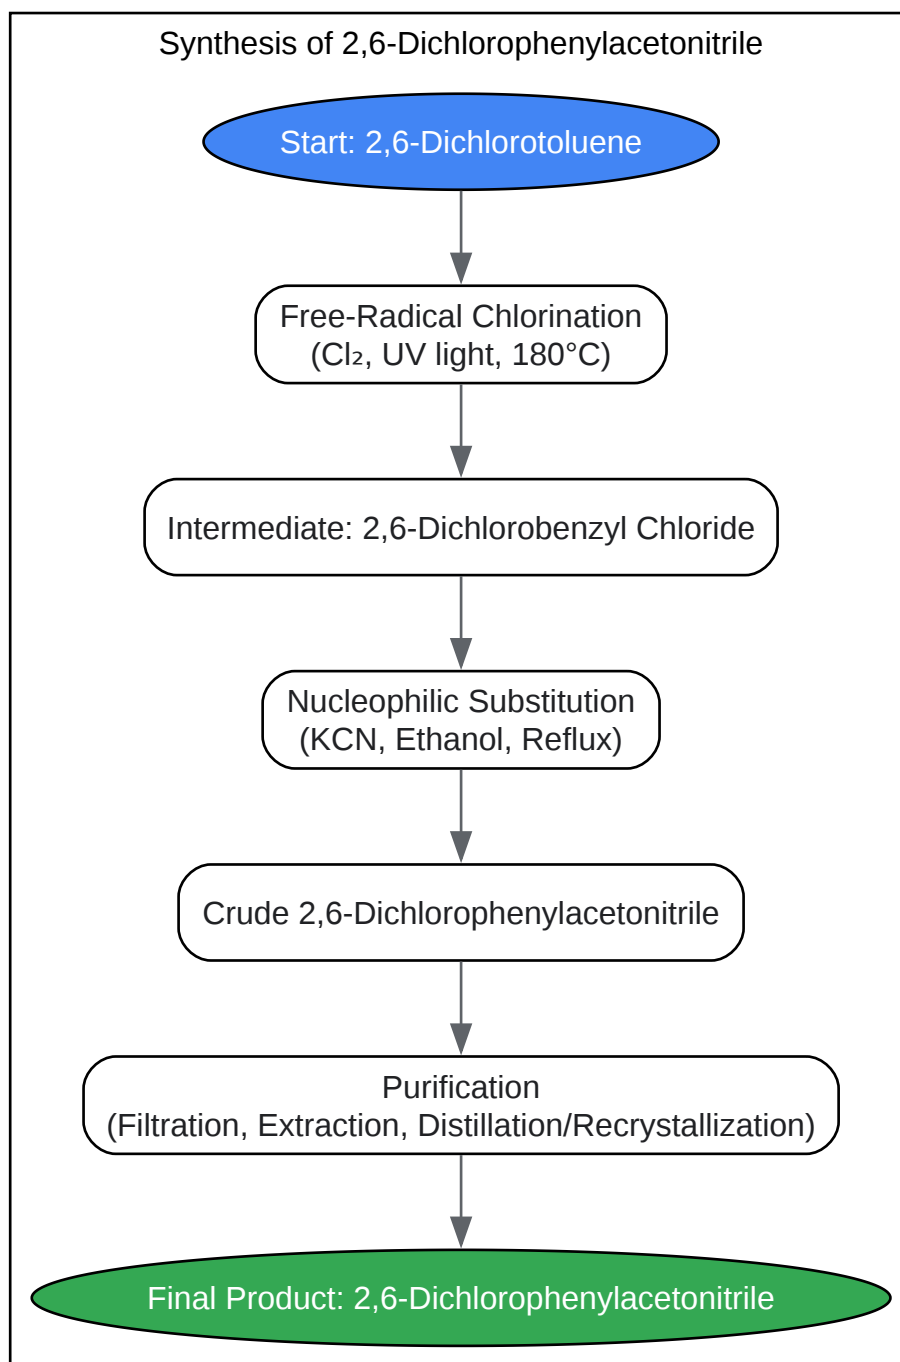 Synthesis of 2,6-Dichlorophenylacetonitrile
Start: 2,6-Dichlorotoluene
Free-Radical Chlorination
(Cl₂, UV light, 180°C)
Intermediate: 2,6-Dichlorobenzyl Chloride
Nucleophilic Substitution
(KCN, Ethanol, Reflux)
Crude 2,6-Dichlorophenylacetonitrile
Purification
(Filtration, Extraction, Distillation/Recrystallization)
Final Product: 2,6-Dichlorophenylacetonitrile